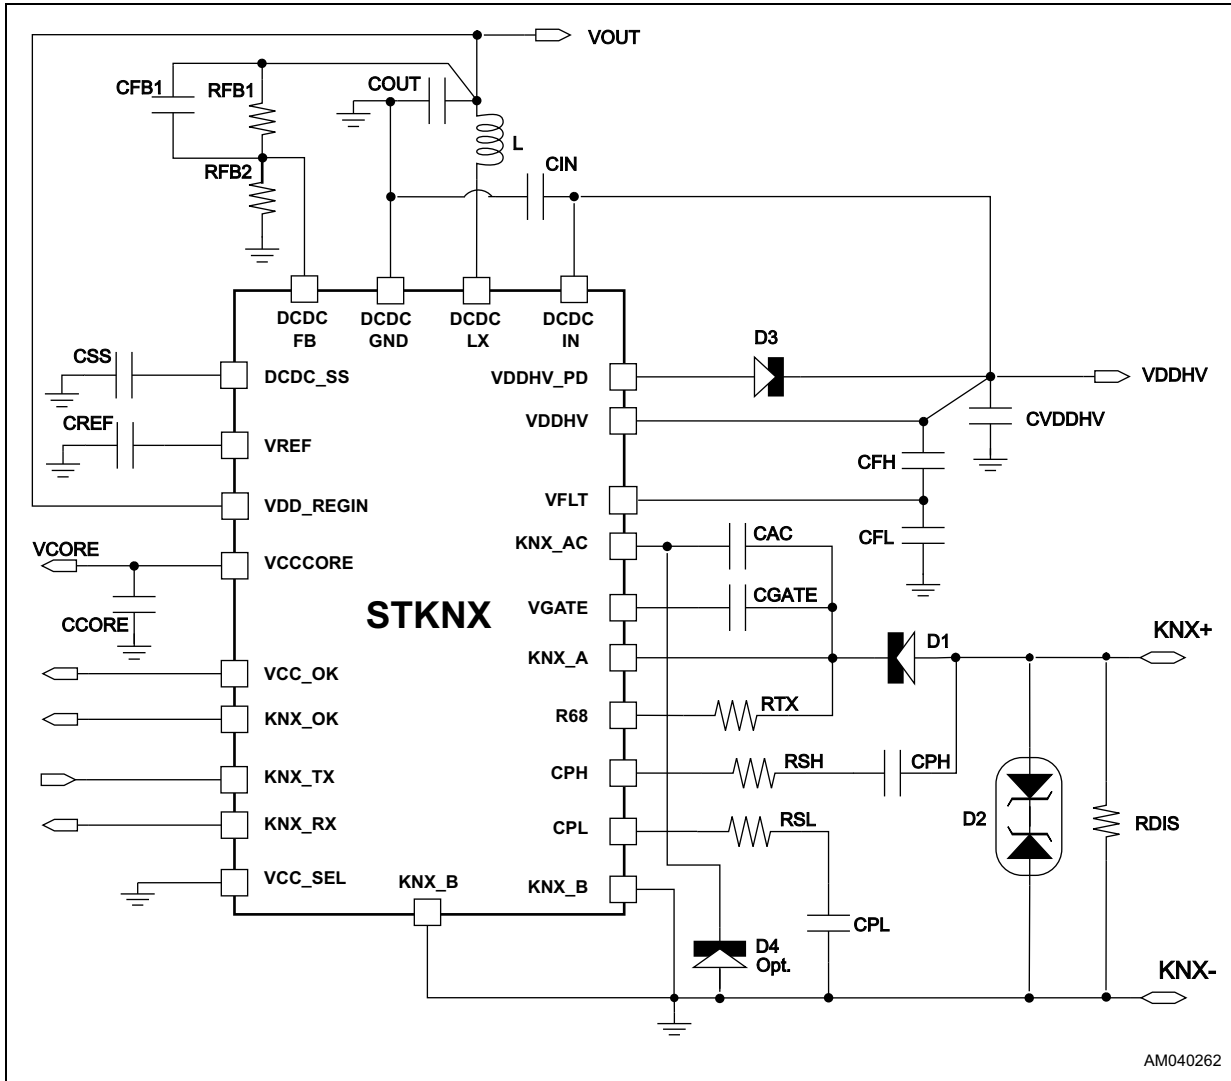 VOUT
CFB1
RFB1
COUT
L
RFB2
CIN
DCDC
FB
DCDC
GND
DCDC
LX
DCDC
IN
CSS
DCDC_SS
VDDHV_PD
D3
VDDHV
CREF
VREF
VDDHV
CVDDHV
CFH
VDD_REGIN
VFLT
CFL
VCORE
VCCCORE
KNX_AC
CAC
CCORE
STKNX
VGATE
CGATE
KNX_A
D1
KNX+
VCC_OK
KNX_OK
R68
RTX
KNX_TX
CPH
RSH
CPH
KNX_RX
CPL
RSL
D2
RDIS
VCC_SEL
KNX_B
KNX_B
CPL
D4
Opt.
KNX-
AM040262